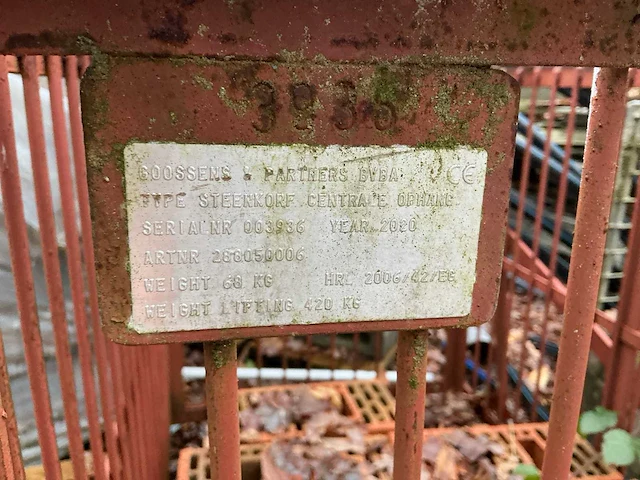 3936
GOOSSENS & PARTNERS BVBA CE
TYPE STEENKORF CENTRALE OPHANG
SERIALNR 003936 YEAR 2020
ARTNR 288050006
WEIGHT 68 KG HRL 2006/42/EG
WEIGHT LIFTING 420 KG